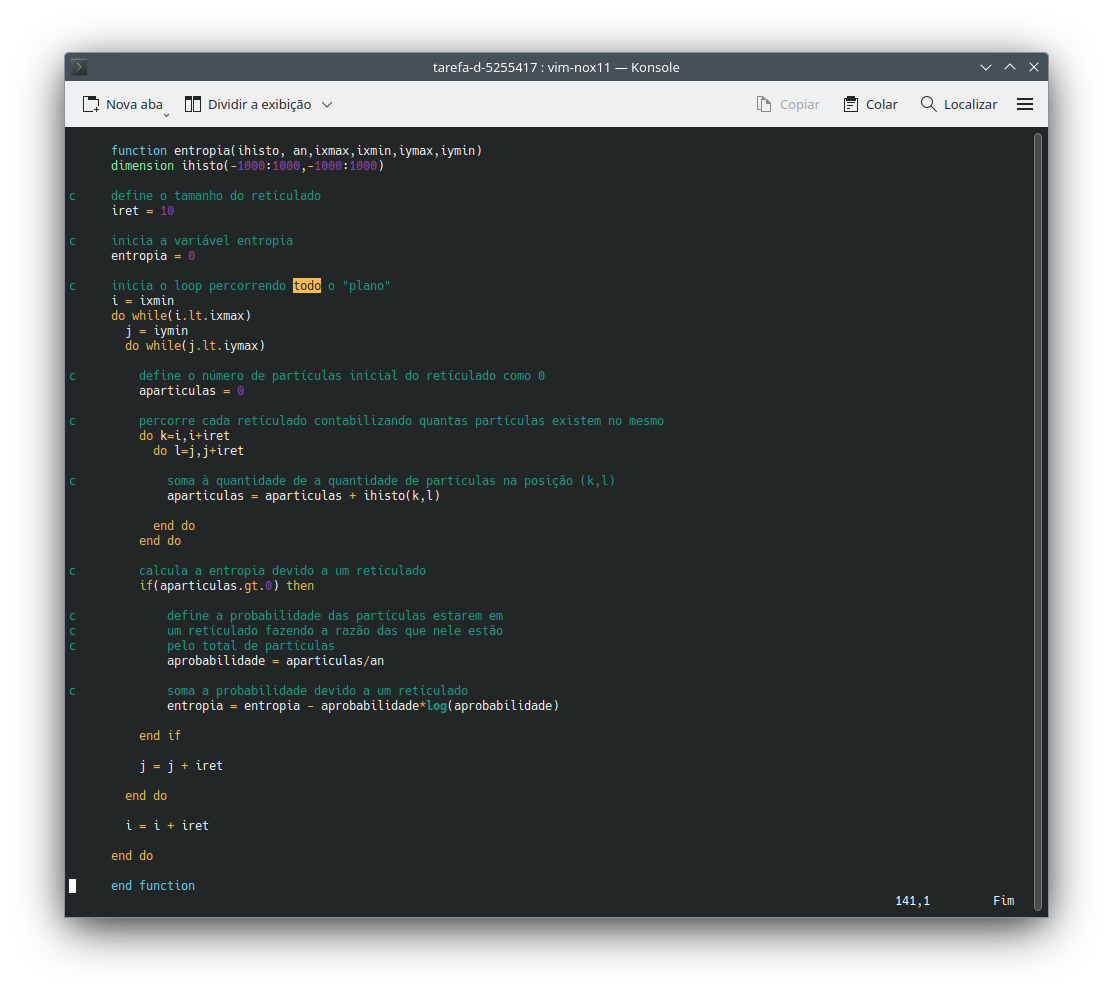 tarefa-d-5255417 : vim-nox11 — Konsole
Nova aba Dividir a exibição Copiar Colar Localizar
function entropia(ihisto, an,ixmax,ixmin,iymax,iymin)
dimension ihisto(-1000:1000,-1000:1000)
c define o tamanho do retículado
iret = 10
c inicia a variável entropia
entropia = 0
c inicia o loop percorrendo todo o "plano"
i = ixmin
do while(i.lt.ixmax)
j = iymin
do while(j.lt.iymax)
c define o número de partículas inicial do retículado como 0
aparticulas = 0
c percorre cada retículado contabilizando quantas partículas existem no mesmo
do k=i,i+iret
do l=j,j+iret
c soma à quantidade de a quantidade de partículas na posição (k,l)
aparticulas = aparticulas + ihisto(k,l)
end do
end do
c calcula a entropia devido a um retículado
if(aparticulas.gt.0) then
c define a probabilidade das partículas estarem em
c um retículado fazendo a razão das que nele estão
c pelo total de partículas
aprobabilidade = aparticulas/an
c soma a probabilidade devido a um retículado
entropia = entropia - aprobabilidade*log(aprobabilidade)
end if
j = j + iret
end do
i = i + iret
end do
end function
141,1 Fim